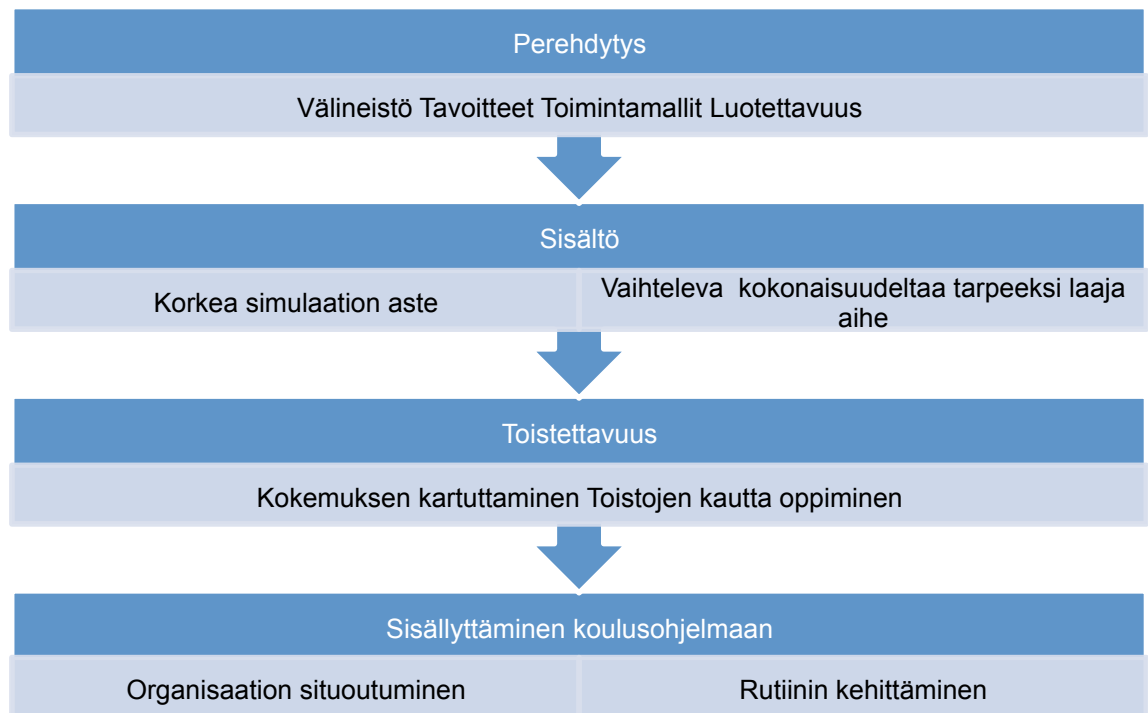 Perehdytys
Välineistö Tavoitteet Toimintamallit Luotettavuus
Sisältö
Korkea simulaation aste
Vaihteleva kokonaisuudeltaa tarpeeksi laaja
aihe
Toistettavuus
Kokemuksen kartuttaminen Toistojen kautta oppiminen
Sisällyttäminen koulusohjelmaan
Organisaation situoutuminen
Rutiinin kehittäminen